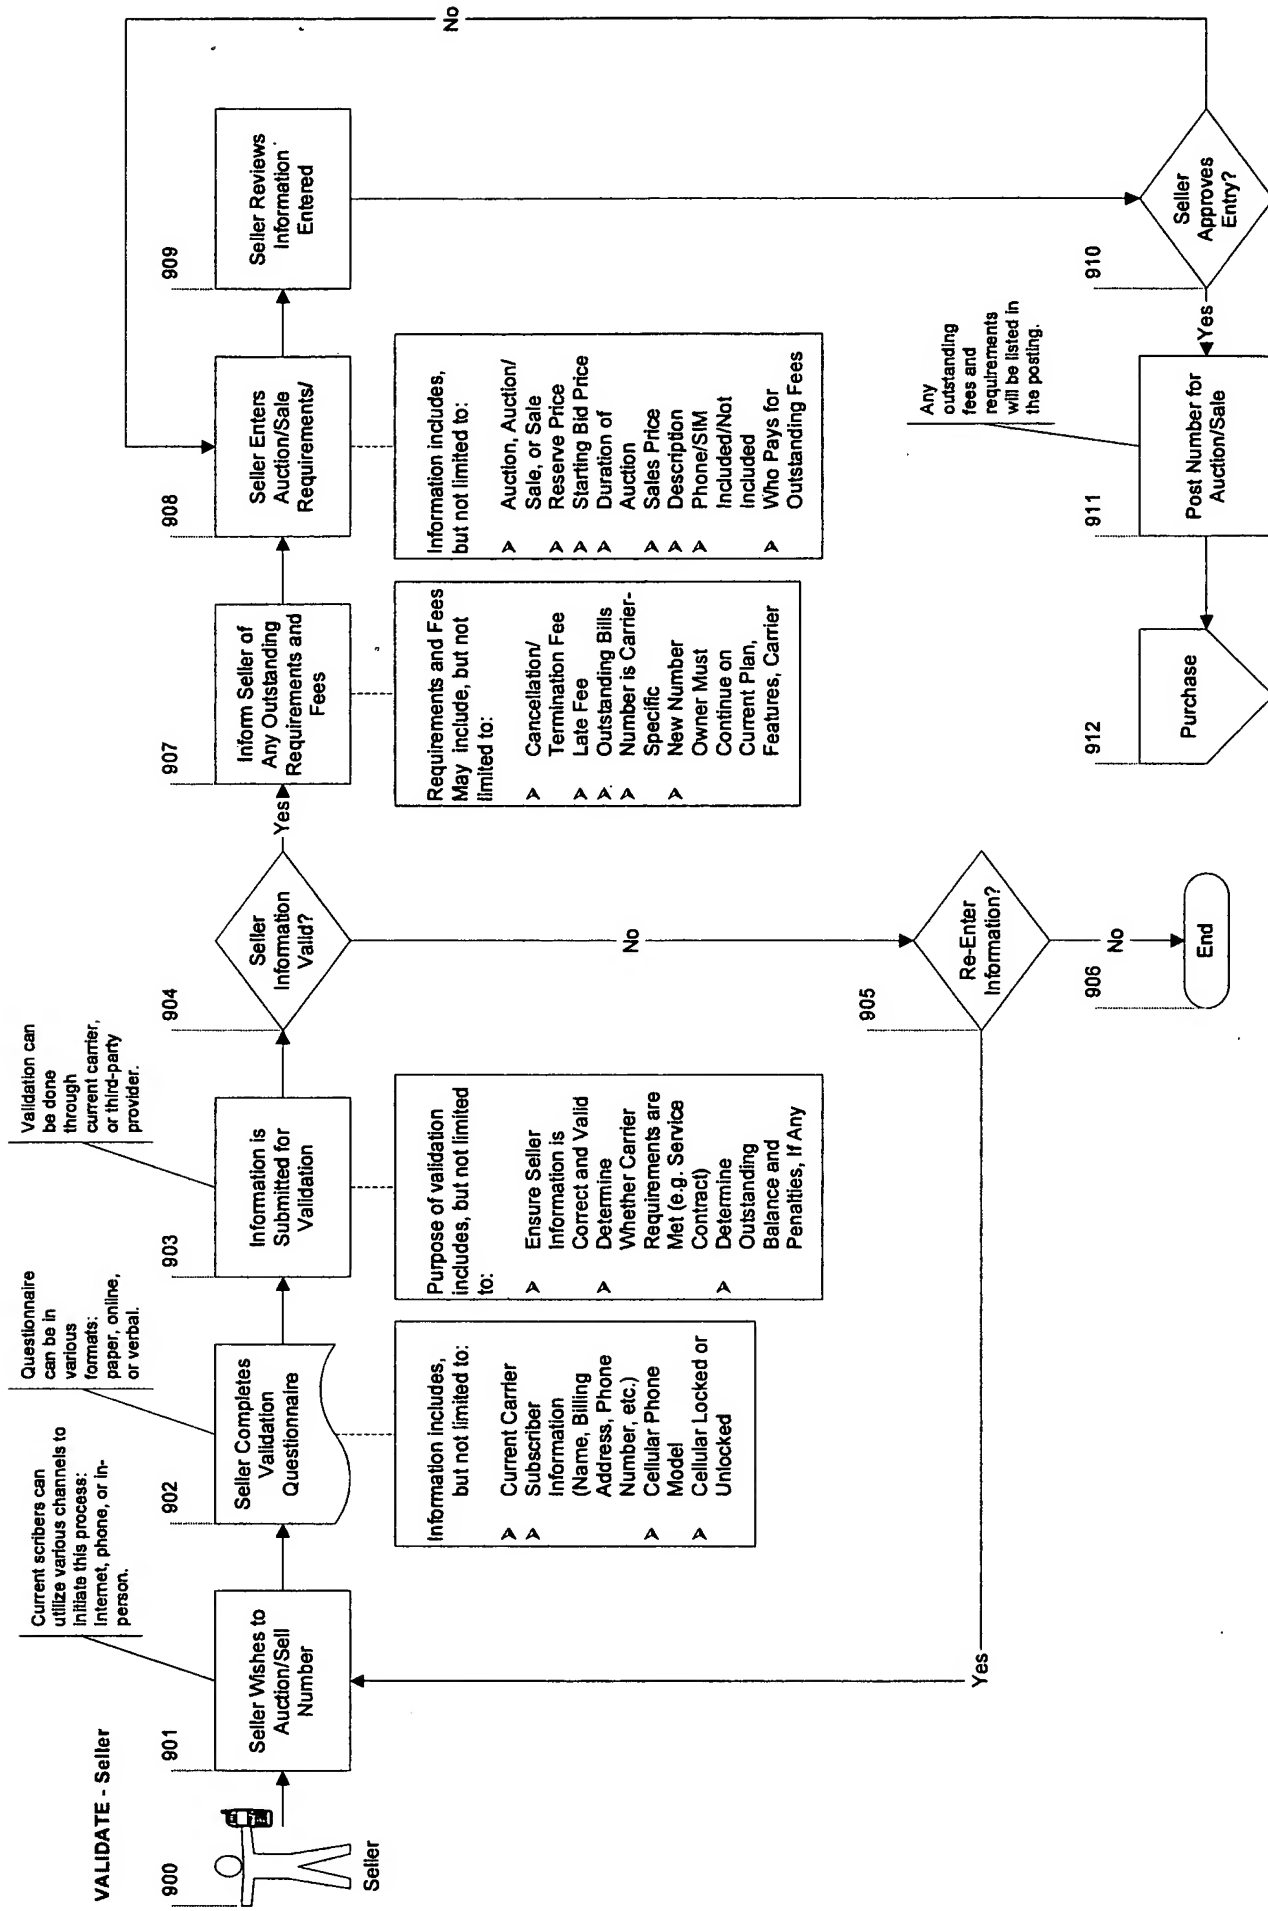 VALIDATE - Seller
900
Seller
Current scribers can
utilize various channels to
initiate this process:
Internet, phone, or in-
person.
901
Seller Wishes to
Auction/Sell
Number
Questionnaire
can be in
various
formats:
paper, online,
or verbal.
902
Seller Completes
Validation
Questionnaire
Information includes,
but not limited to:
➢ Current Carrier
➢ Subscriber
Information
(Name, Billing
Address, Phone
Number, etc.)
➢ Cellular Phone
Model
➢ Cellular Locked or
Unlocked
Validation can
be done
through
current carrier,
or third-party
provider.
903
Information is
Submitted for
Validation
Purpose of validation
includes, but not limited
to:
➢ Ensure Seller
Information is
Correct and Valid
➢ Determine
Whether Carrier
Requirements are
Met (e.g. Service
Contract)
➢ Determine
Outstanding
Balance and
Penalties, If Any
904
Seller
Information
Valid?
Yes
No
905
Re-Enter
Information?
Yes
No
906
End
907
Inform Seller of
Any Outstanding
Requirements and
Fees
Requirements and Fees
May include, but not
limited to:
➢ Cancellation/
Termination Fee
➢ Late Fee
➢ Outstanding Bills
➢ Number is Carrier-
Specific
➢ New Number
Owner Must
Continue on
Current Plan,
Features, Carrier
908
Seller Enters
Auction/Sale
Requirements/
Information includes,
but not limited to:
➢ Auction, Auction/
Sale, or Sale
➢ Reserve Price
➢ Starting Bid Price
➢ Duration of
Auction
➢ Sales Price
➢ Description
➢ Phone/SIM
Included/Not
Included
➢ Who Pays for
Outstanding Fees
909
Seller Reviews
Information
Entered
910
Seller
Approves
Entry?
No
Yes
Any
outstanding
fees and
requirements
will be listed in
the posting.
911
Post Number for
Auction/Sale
912
Purchase